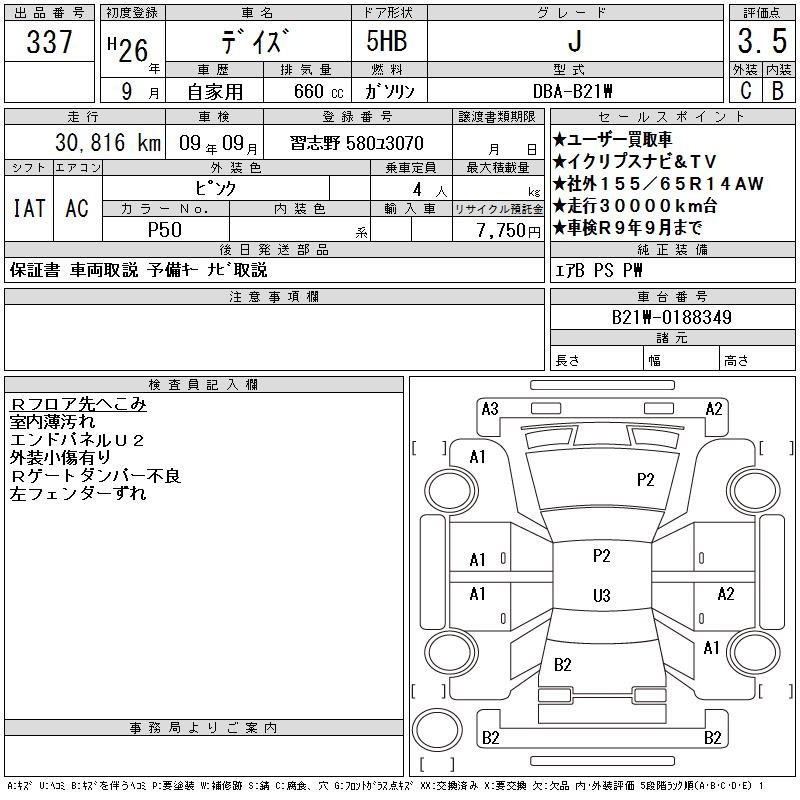 出品番号
337
初度登録
H26年
9月
車名
ﾃﾞｲｽﾞ
ドア形状
5HB
グレード
J
評価点
3.5
車歴
自家用
排気量
660 cc
燃料
ｶﾞｿﾘﾝ
型式
DBA-B21W
外装 内装
C B
走行
30,816 km
車検
09年09月
登録番号
習志野 580ﾕ3070
譲渡書類期限
月 日
シフト
IAT
エアコン
AC
外装色
ﾋﾟﾝｸ
乗車定員
4 人
最大積載量
kg
カラーNo.
P50
内装色
系
輸入車
リサイクル預託金
7,750円
後日発送部品
保証書 車両取説 予備ｷｰ ﾅﾋﾞ取説
セールスポイント
★ユーザー買取車
★イクリプスナビ＆ＴＶ
★社外１５５／６５Ｒ１４ＡＷ
★走行３００００ｋｍ台
★車検Ｒ９年９月まで
純正装備
ｴｱB PS PW
注意事項欄
車台番号
B21W-0188349
諸元
長さ 幅 高さ
検査員記入欄
Ｒフロア先へこみ
室内薄汚れ
エンドパネルＵ２
外装小傷有り
Ｒゲートダンパー不良
左フェンダーずれ
事務局よりご案内
A3 A2
A1
P2
A1 P2
A1 U3 A2
A1
B2
B2 B2
A:ｷｽﾞ U:ﾍｺﾐ B:ｷｽﾞを伴うﾍｺﾐ P:要塗装 W:補修跡 S:錆 C:腐食、穴 G:ﾌﾛﾝﾄｶﾞﾗｽ点ｷｽﾞ XX:交換済み X:要交換 欠:欠品 内･外装評価 5段階ﾗﾝｸ順(A･B･C･D･E) 1